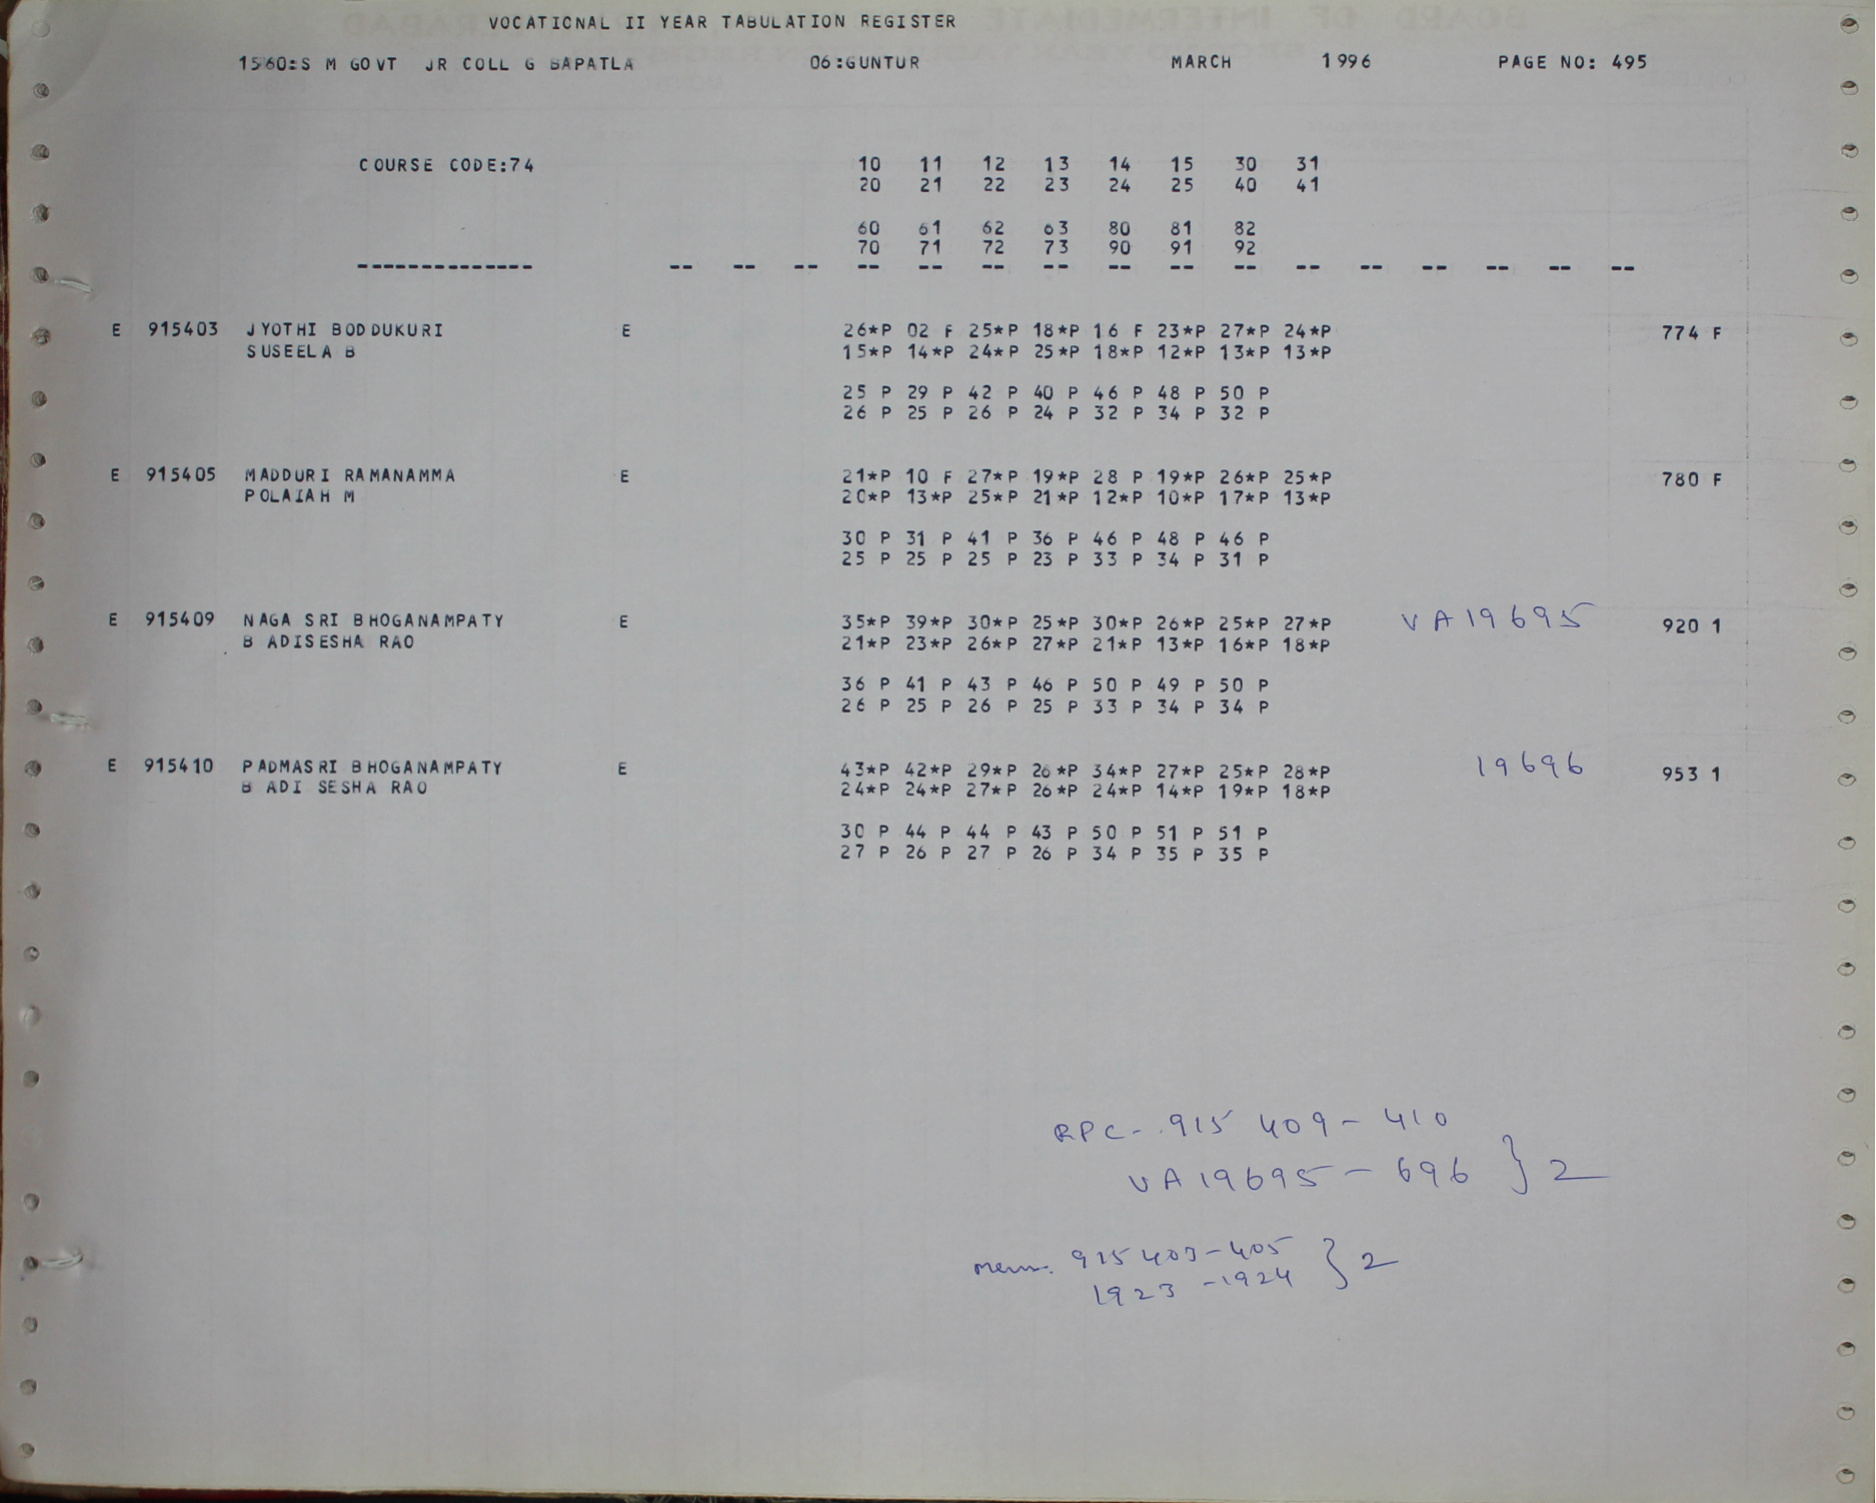 VOCATIONAL II YEAR TABULATION REGISTER
1560:S M GOVT JR COLL G BAPATLA 06:GUNTUR MARCH 1996 PAGE NO: 495
COURSE CODE:74 10 11 12 13 14 15 30 31
20 21 22 23 24 25 40 41
60 61 62 63 80 81 82
70 71 72 73 90 91 92
-------------- -- -- -- -- -- -- -- -- -- -- -- -- -- -- -- --
E 915403 JYOTHI BODDUKURI E 26*P 02 F 25*P 18*P 16 F 23*P 27*P 24*P 774 F
SUSEELA B 15*P 14*P 24*P 25*P 18*P 12*P 13*P 13*P
25 P 29 P 42 P 40 P 46 P 48 P 50 P
26 P 25 P 26 P 24 P 32 P 34 P 32 P
E 915405 MADDURI RAMANAMMA E 21*P 10 F 27*P 19*P 28 P 19*P 26*P 25*P 780 F
POLAIAH M 20*P 13*P 25*P 21*P 12*P 10*P 17*P 13*P
30 P 31 P 41 P 36 P 46 P 48 P 46 P
25 P 25 P 25 P 23 P 33 P 34 P 31 P
E 915409 NAGA SRI BHOGANAMPATY E 35*P 39*P 30*P 25*P 30*P 26*P 25*P 27*P VA19695 920 1
B ADISESHA RAO 21*P 23*P 26*P 27*P 21*P 13*P 16*P 18*P
36 P 41 P 43 P 46 P 50 P 49 P 50 P
26 P 25 P 26 P 25 P 33 P 34 P 34 P
E 915410 PADMASRI BHOGANAMPATY E 43*P 42*P 29*P 26*P 34*P 27*P 25*P 28*P 19696 953 1
B ADI SESHA RAO 24*P 24*P 27*P 26*P 24*P 14*P 19*P 18*P
30 P 44 P 44 P 43 P 50 P 51 P 51 P
27 P 26 P 27 P 26 P 34 P 35 P 35 P
RPC - 915 409 - 410
VA19695 - 696 } 2
mem: 915403-405 } 2
1923 - 1924